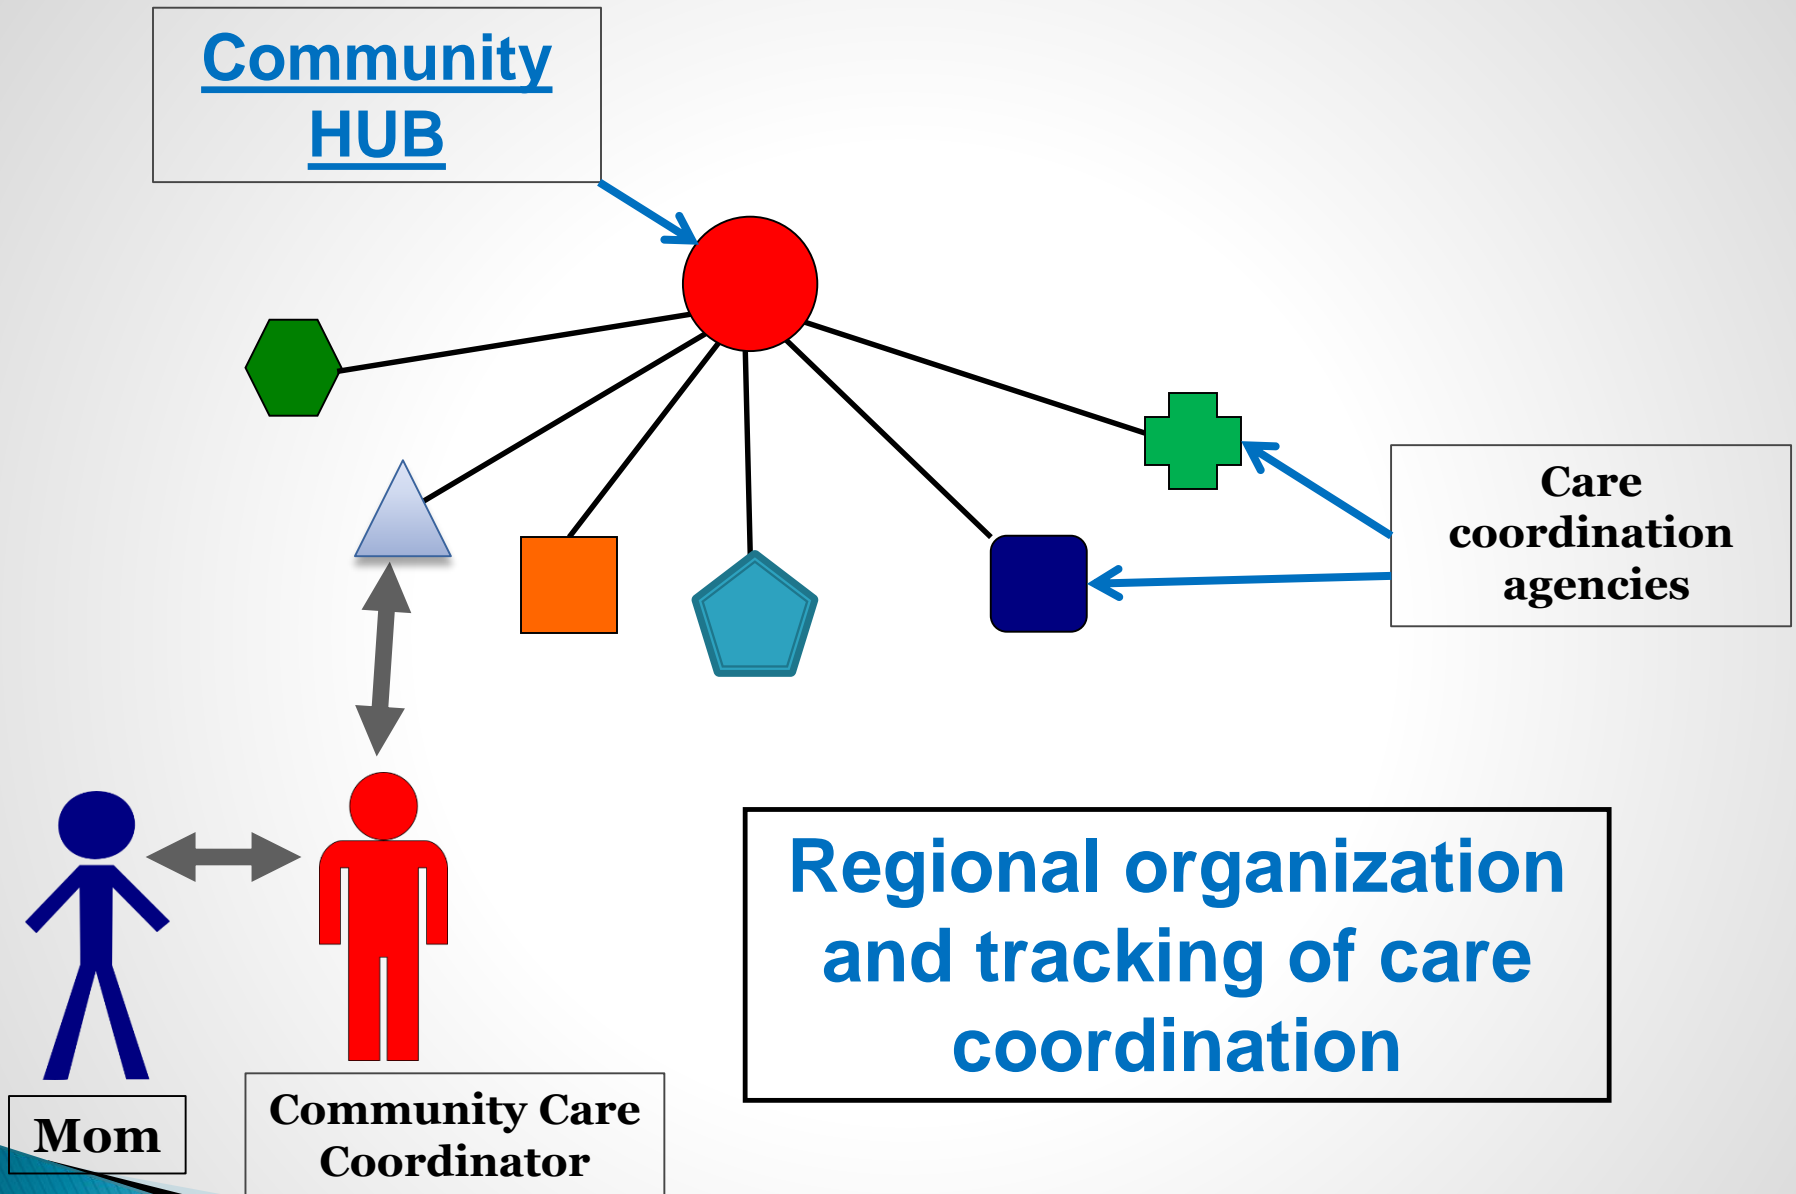 Community
HUB
Care
coordination
agencies
Regional organization
and tracking of care
coordination
Mom
Community Care
Coordinator